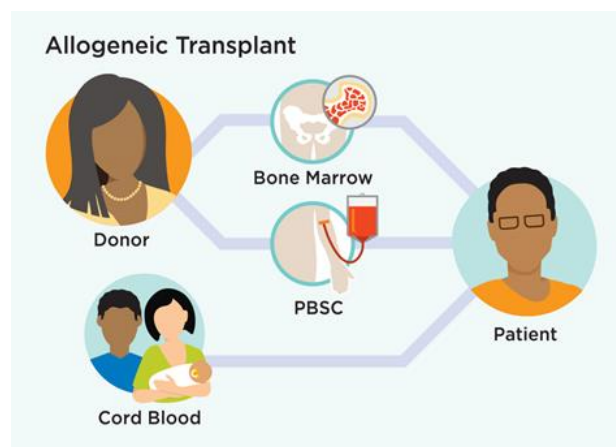 Allogeneic Transplant
Bone Marrow
Donor
PBSC
Patient
Cord Blood